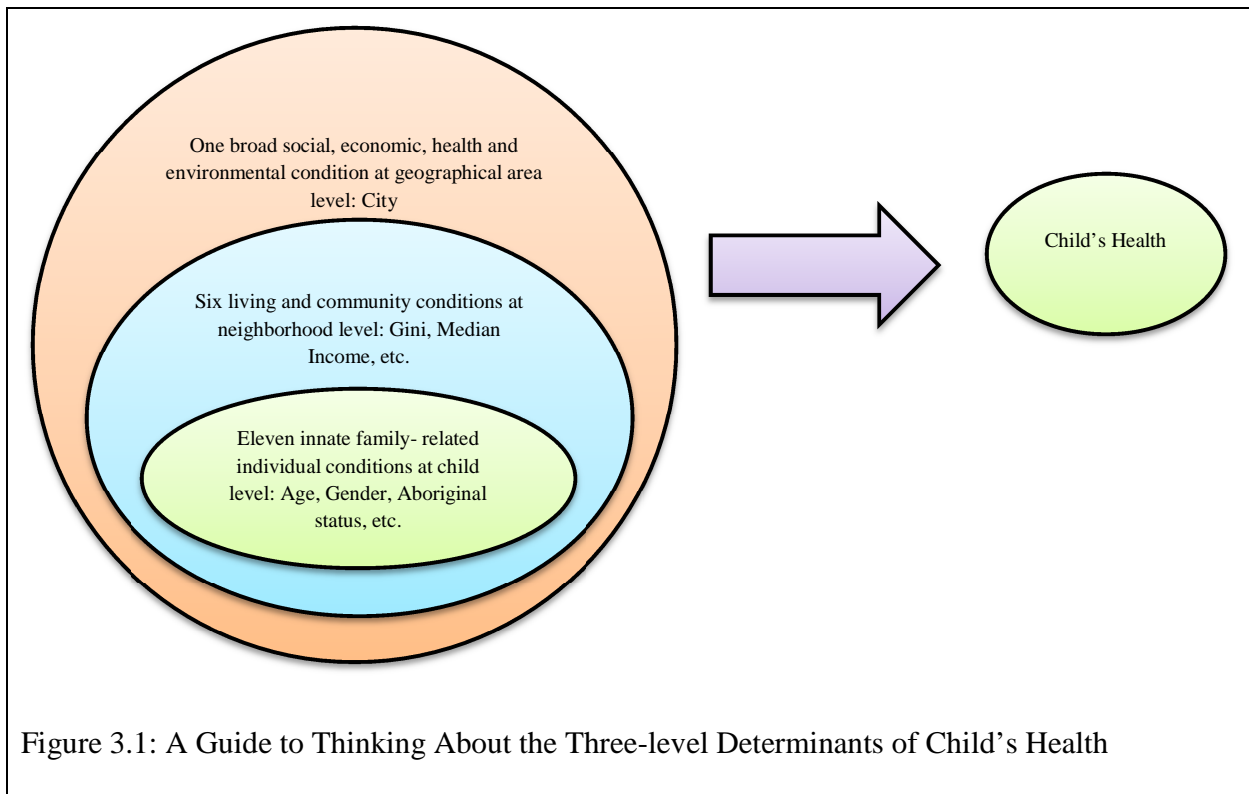 One broad social, economic, health and
environmental condition at geographical area
level: City
Six living and community conditions at
neighborhood level: Gini, Median
Income, etc.
Eleven innate family- related
individual conditions at child
level: Age, Gender, Aboriginal
status, etc.
Child’s Health
Figure 3.1: A Guide to Thinking About the Three-level Determinants of Child’s Health